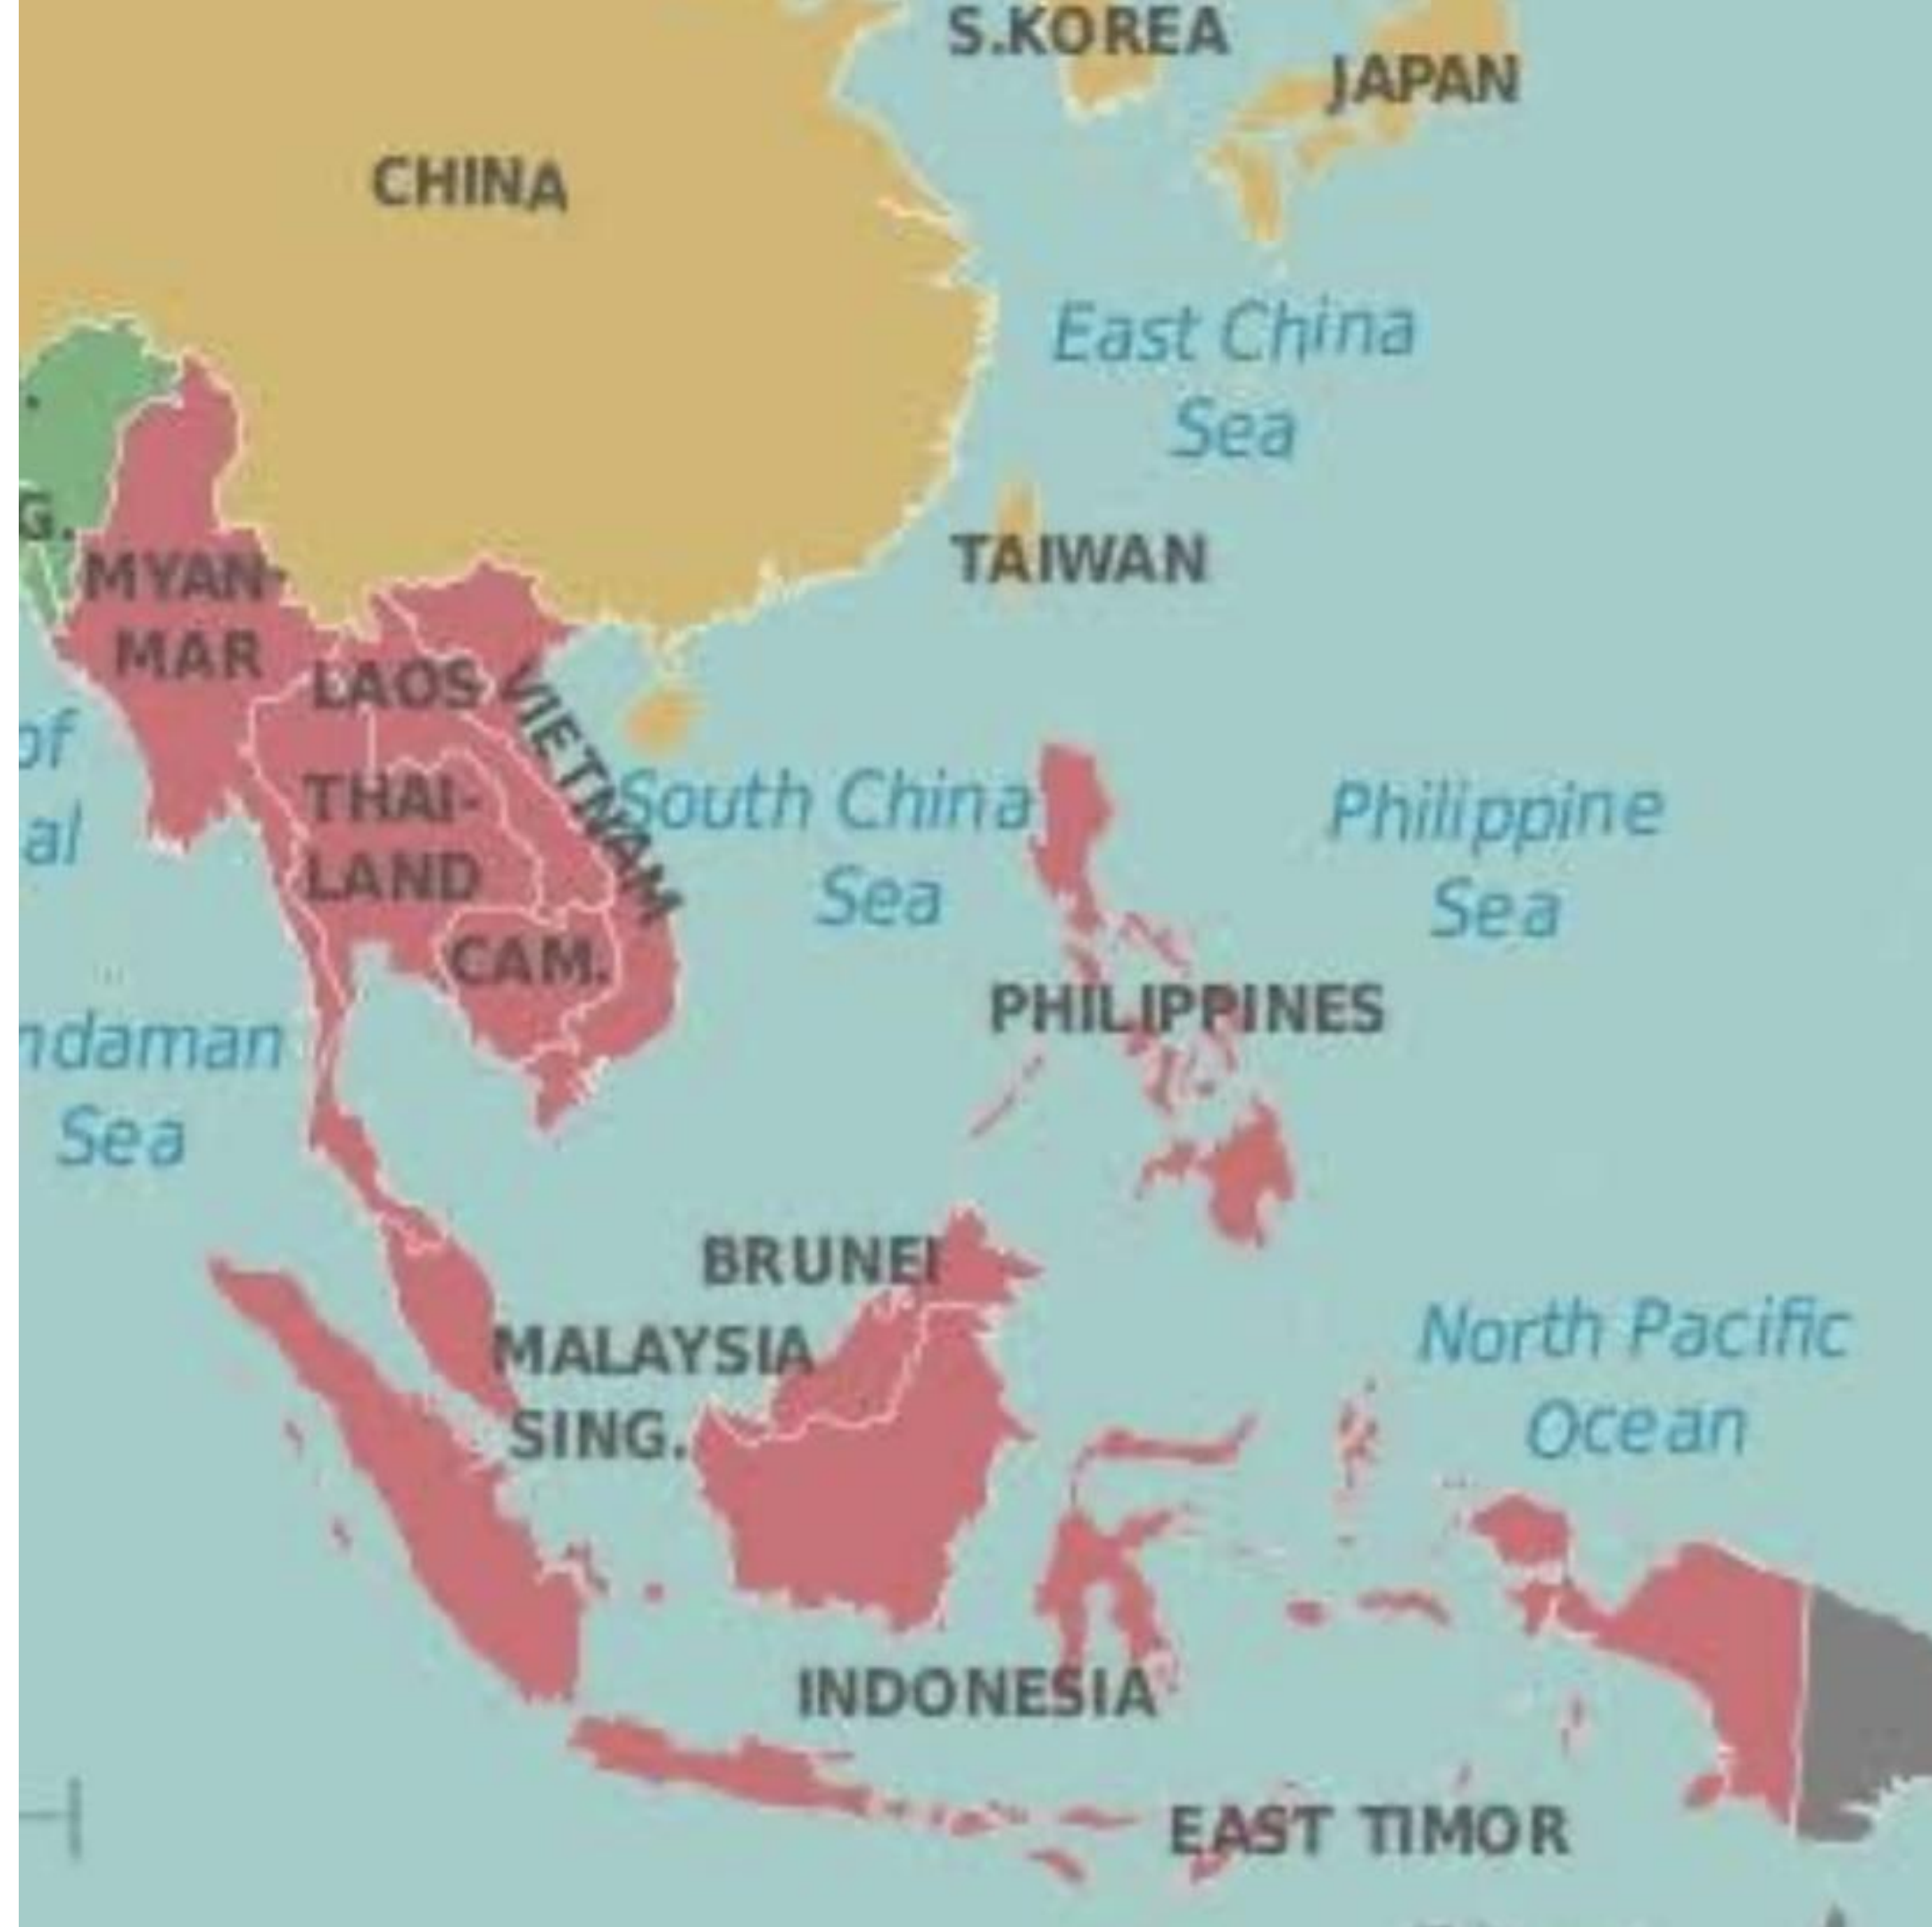 S.KOREA
JAPAN
CHINA
East China
Sea
G.
TAIWAN
MYAN-
MAR
LAOS
VIETNAM
of
al
THAI-
LAND
South China
Sea
Philippine
Sea
CAM.
PHILIPPINES
ndaman
Sea
BRUNEI
MALAYSIA
SING.
North Pacific
Ocean
INDONESIA
EAST TIMOR